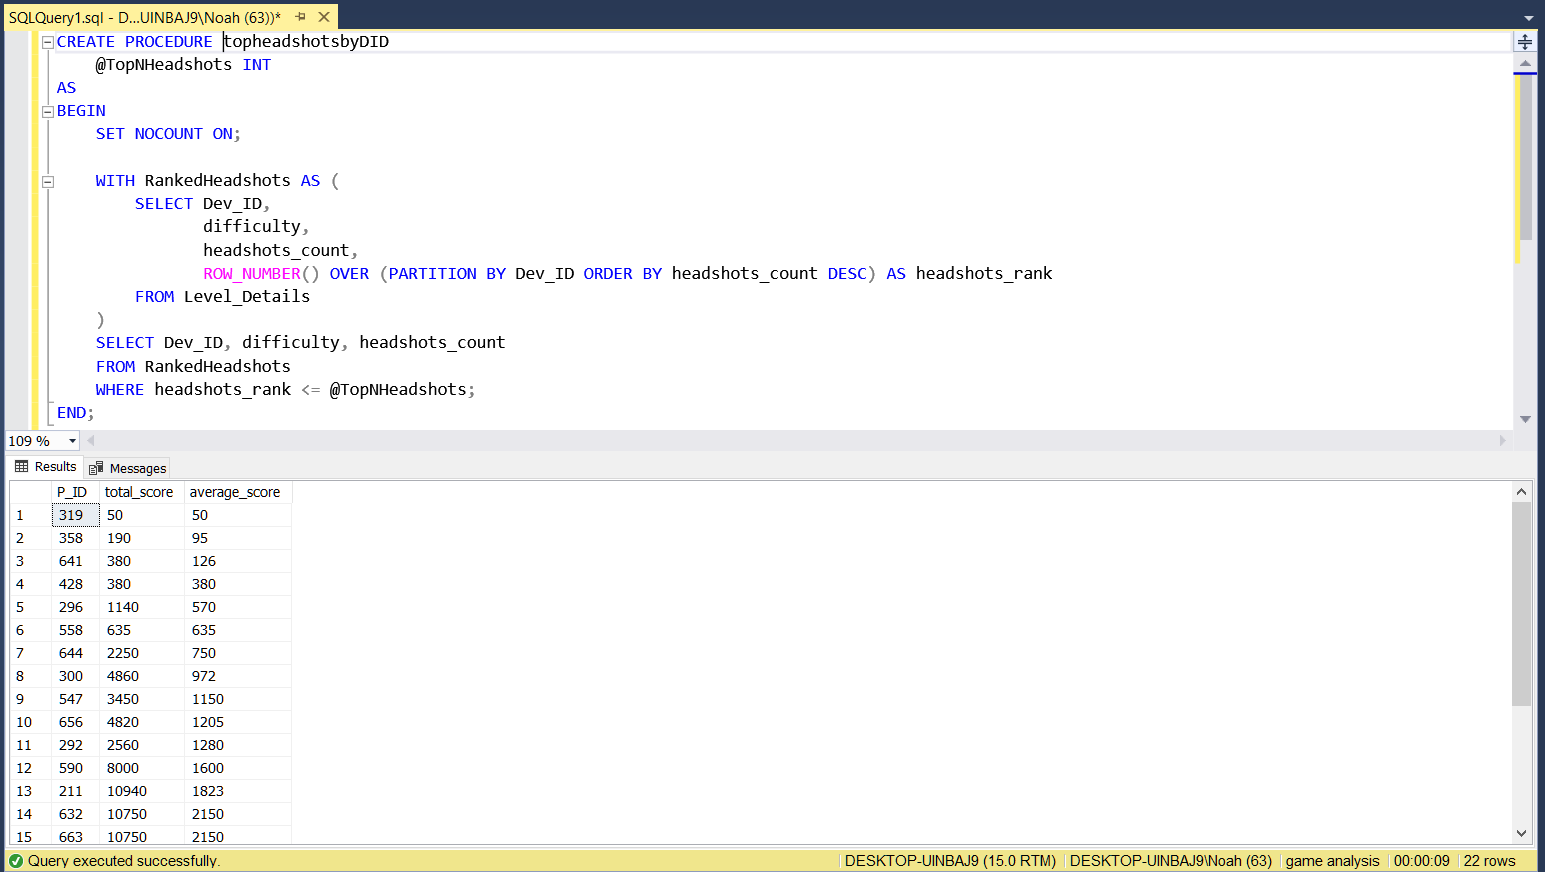 SQLQuery1.sql - D...UINBAJ9\Noah (63))*
CREATE PROCEDURE topheadshotsbyDID
@TopNHeadshots INT
AS
BEGIN
SET NOCOUNT ON;
WITH RankedHeadshots AS (
SELECT Dev_ID,
difficulty,
headshots_count,
ROW_NUMBER() OVER (PARTITION BY Dev_ID ORDER BY headshots_count DESC) AS headshots_rank
FROM Level_Details
)
SELECT Dev_ID, difficulty, headshots_count
FROM RankedHeadshots
WHERE headshots_rank <= @TopNHeadshots;
END;
109 %
Results Messages
P_ID total_score average_score
1 319 50 50
2 358 190 95
3 641 380 126
4 428 380 380
5 296 1140 570
6 558 635 635
7 644 2250 750
8 300 4860 972
9 547 3450 1150
10 656 4820 1205
11 292 2560 1280
12 590 8000 1600
13 211 10940 1823
14 632 10750 2150
15 663 10750 2150
Query executed successfully. DESKTOP-UINBAJ9 (15.0 RTM) DESKTOP-UINBAJ9\Noah (63) game analysis 00:00:09 22 rows